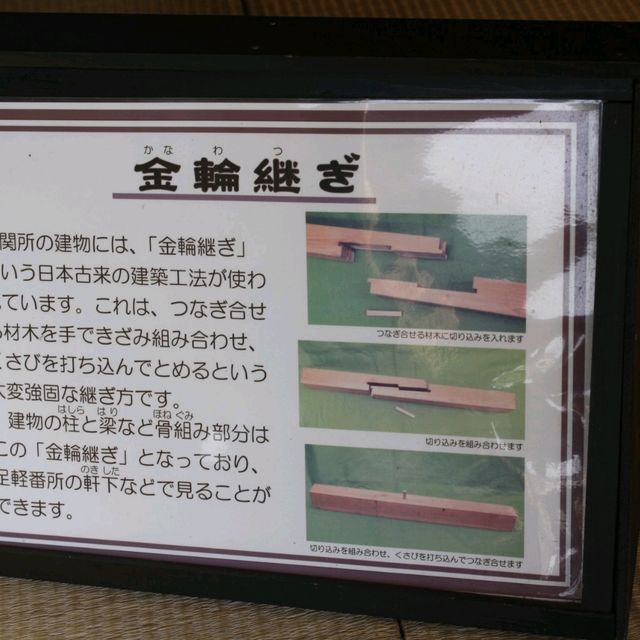 かな わ つ
金輪継ぎ
関所の建物には、「金輪継ぎ」
いう日本古来の建築工法が使わ
ています。これは、つなぎ合せ
材木を手できざみ組み合わせ、
くさびを打ち込んでとめるという
大変強固な継ぎ方です。
はしら はり ほね ぐみ
建物の柱と梁など骨組み部分は
この「金輪継ぎ」となっており、
のき した
足軽番所の軒下などで見ることが
できます。
つなぎ合せる材木に切り込みを入れます
切り込みを組み合わせます
切り込みを組み合わせ、くさびを打ち込んでつなぎ合せます